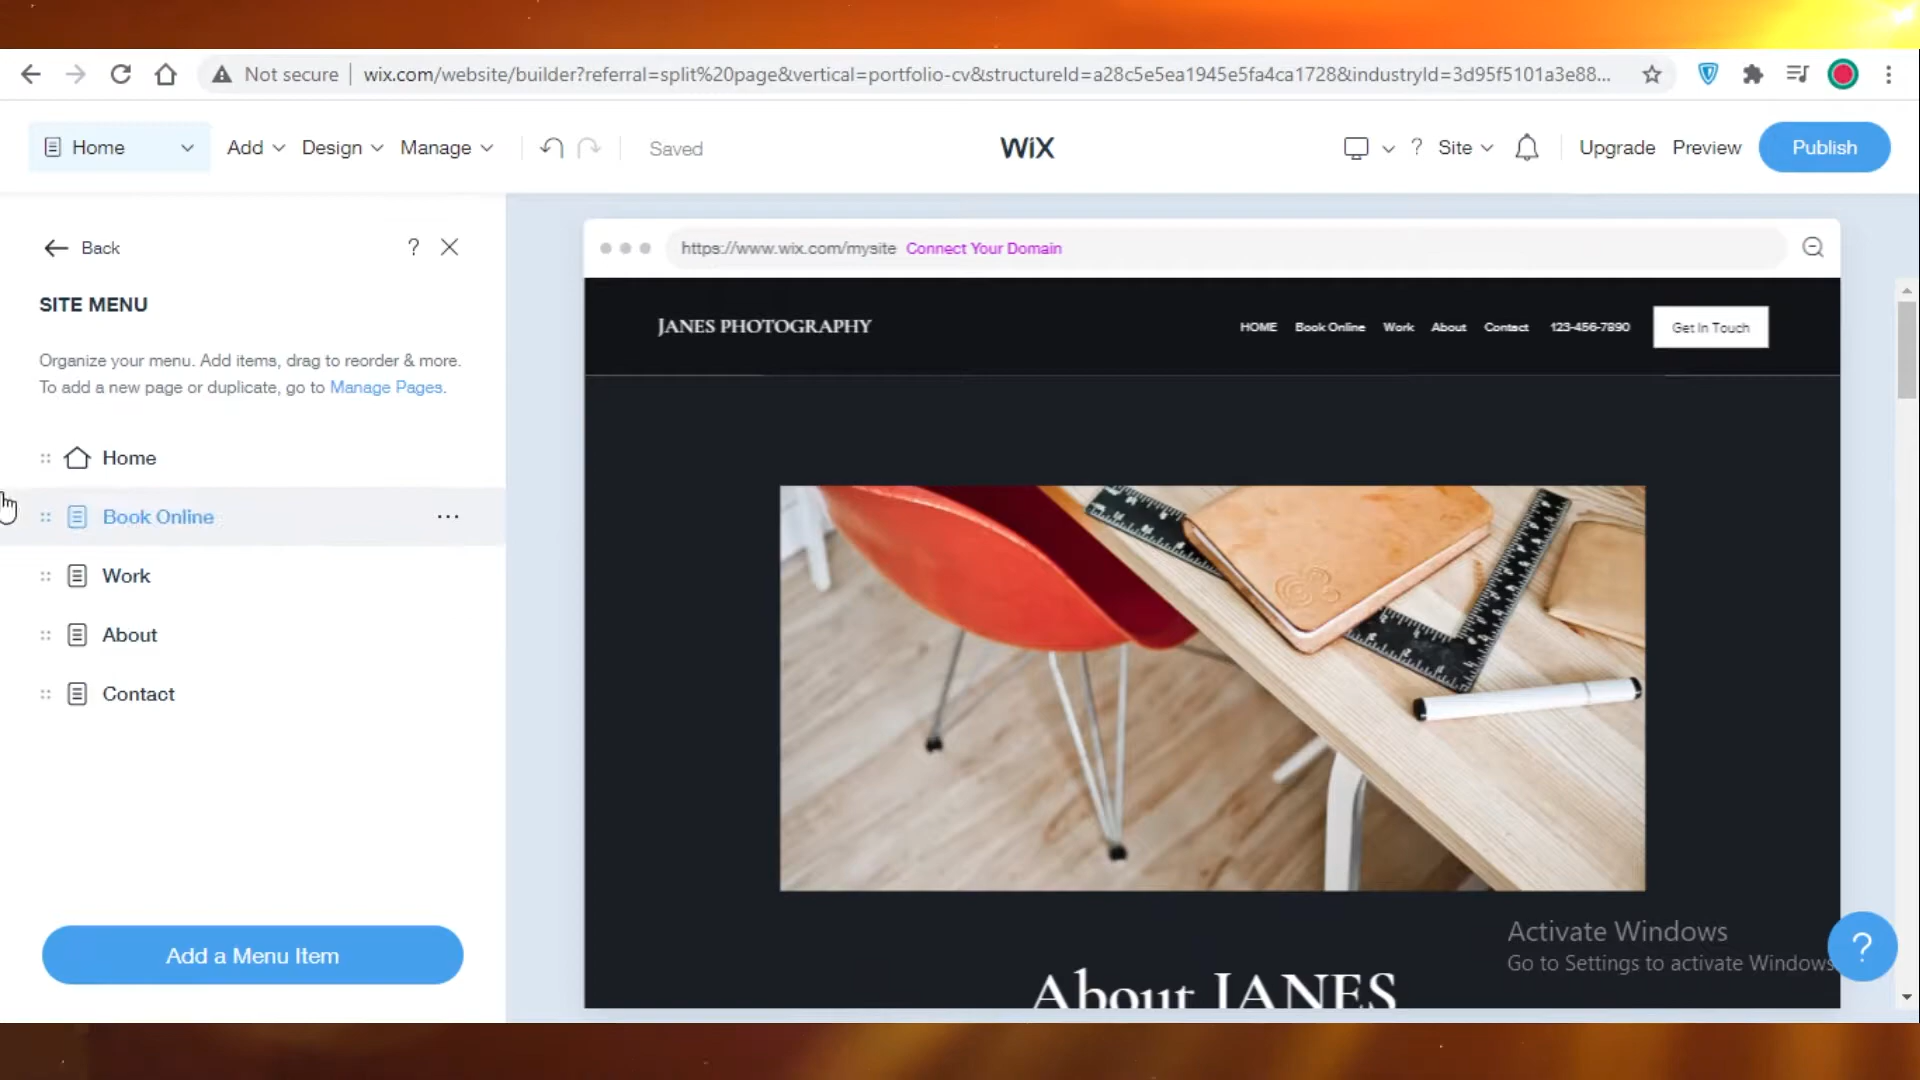 Not secure
wix.com/website/builder?referral=split%20page&vertical=portfolio-cv&structureId=a28c5e5ea1945e5fa4ca1728&industryId=3d95f5101a3e88...
Home
Add
Design
Manage
Saved
WiX
?
Site
Upgrade
Preview
Publish
Back
?
SITE MENU
Organize your menu. Add items, drag to reorder & more.
To add a new page or duplicate, go to Manage Pages.
Home
Book Online
Work
About
Contact
Add a Menu Item
https://www.wix.com/mysite Connect Your Domain
JANES PHOTOGRAPHY
HOME
Book Online
Work
About
Contact
123-456-7890
Get In Touch
About JANES
Activate Windows
Go to Settings to activate Windows
?